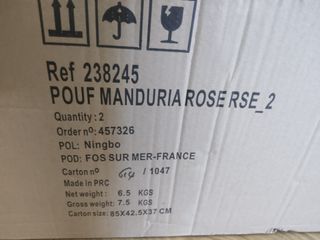 Ref 238245
POUF MANDURIA ROSE RSE_2
Quantity: 2
Order nº: 457326
POL: Ningbo
POD: FOS SUR MER-FRANCE
Carton nº / 1047
Made in PRC
Net weight: 6.5 KGS
Gross weight: 7.5 KGS
Carton size: 85X42.5X37 CM